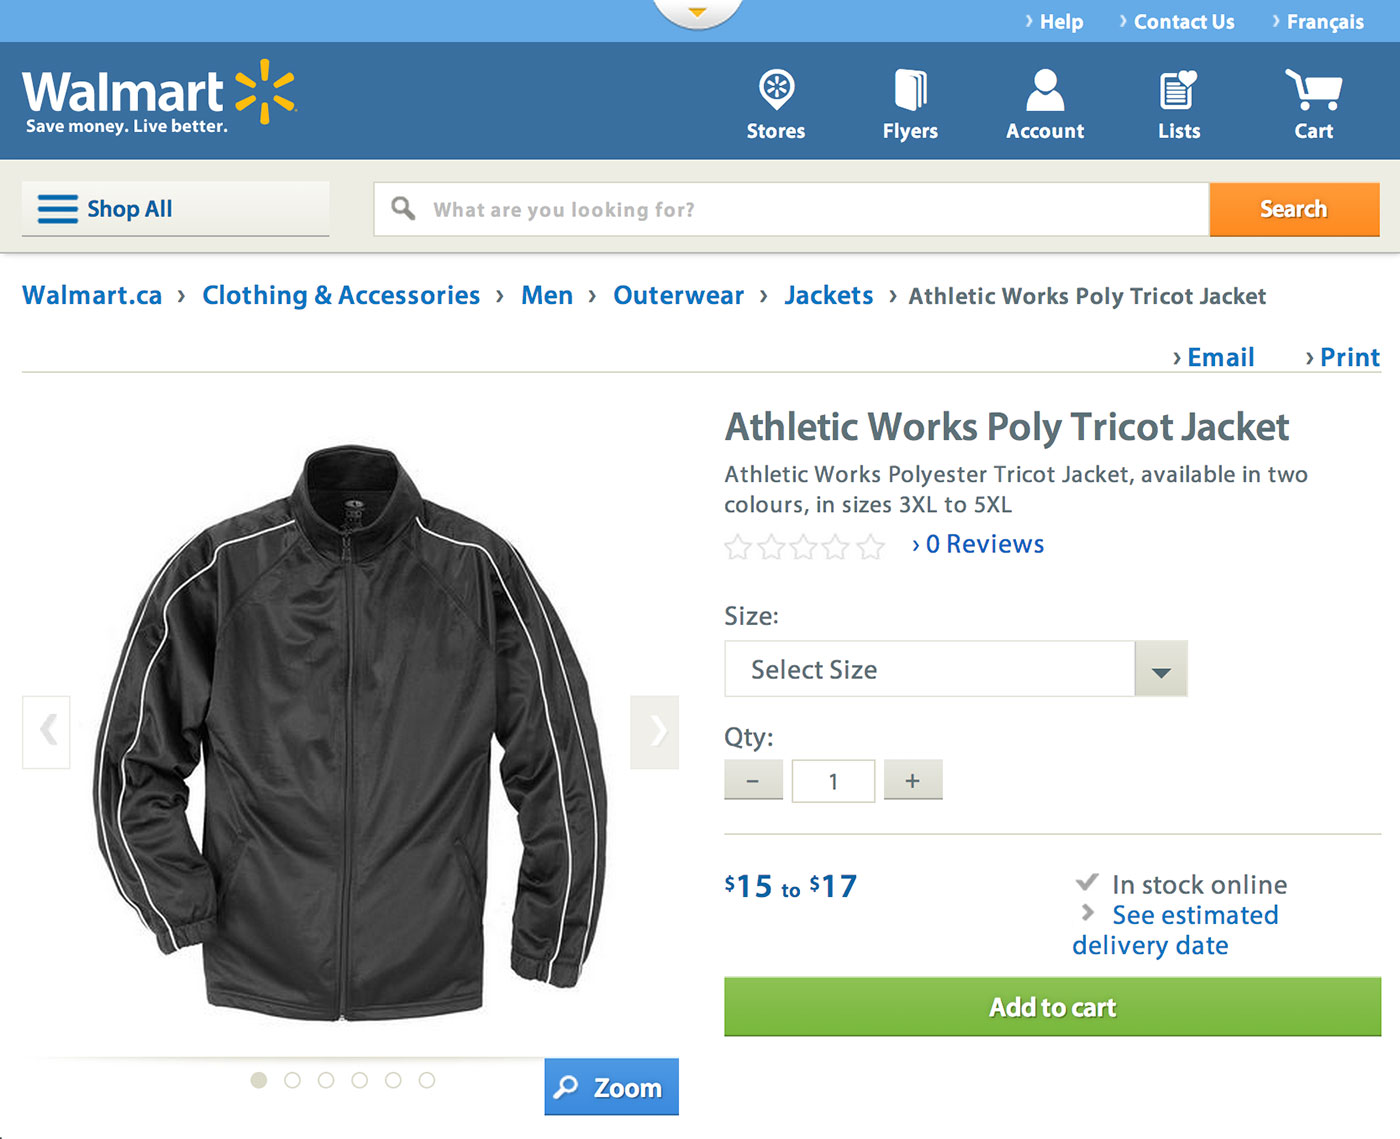 › Help › Contact Us › Français
Walmart
Save money. Live better.
Stores Flyers Account Lists Cart
Shop All
What are you looking for?
Search
Walmart.ca › Clothing & Accessories › Men › Outerwear › Jackets › Athletic Works Poly Tricot Jacket
› Email › Print
Athletic Works Poly Tricot Jacket
Athletic Works Polyester Tricot Jacket, available in two
colours, in sizes 3XL to 5XL
› 0 Reviews
Size:
Select Size
Qty:
− 1 +
$15 to $17
In stock online
See estimated
delivery date
Add to cart
Zoom